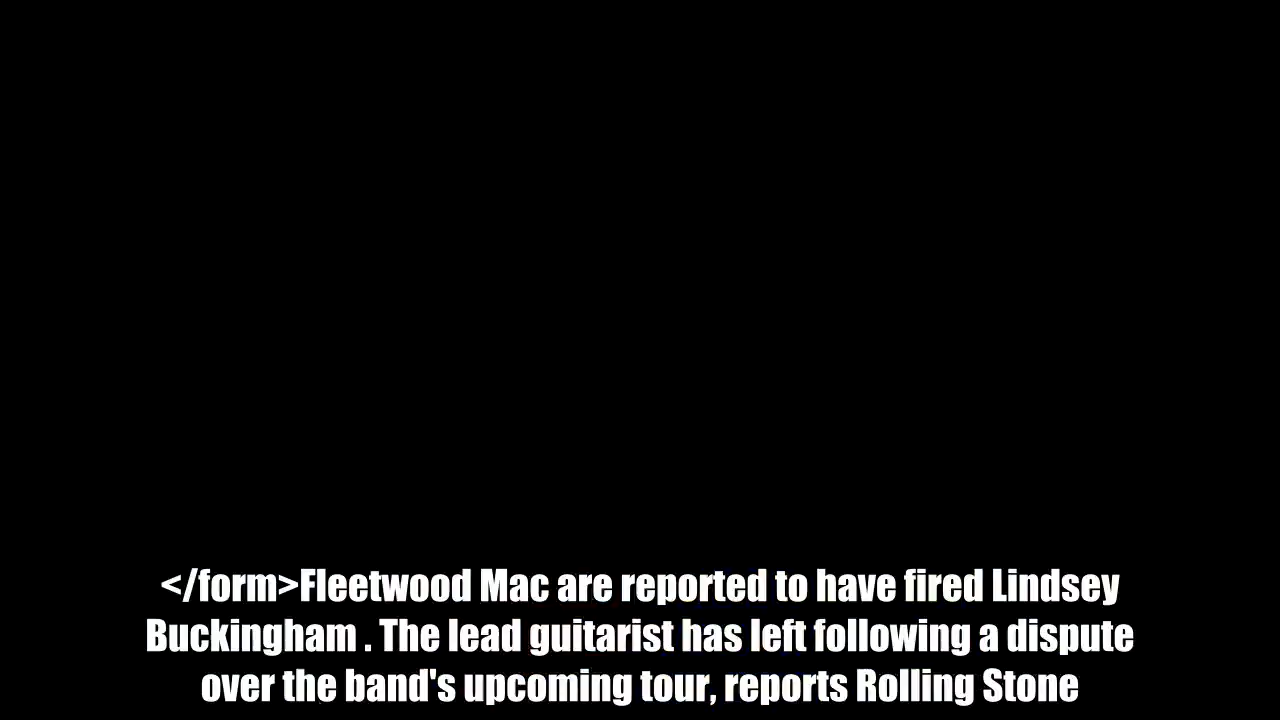 </form>Fleetwood Mac are reported to have fired Lindsey
Buckingham . The lead guitarist has left following a dispute
over the band's upcoming tour, reports Rolling Stone